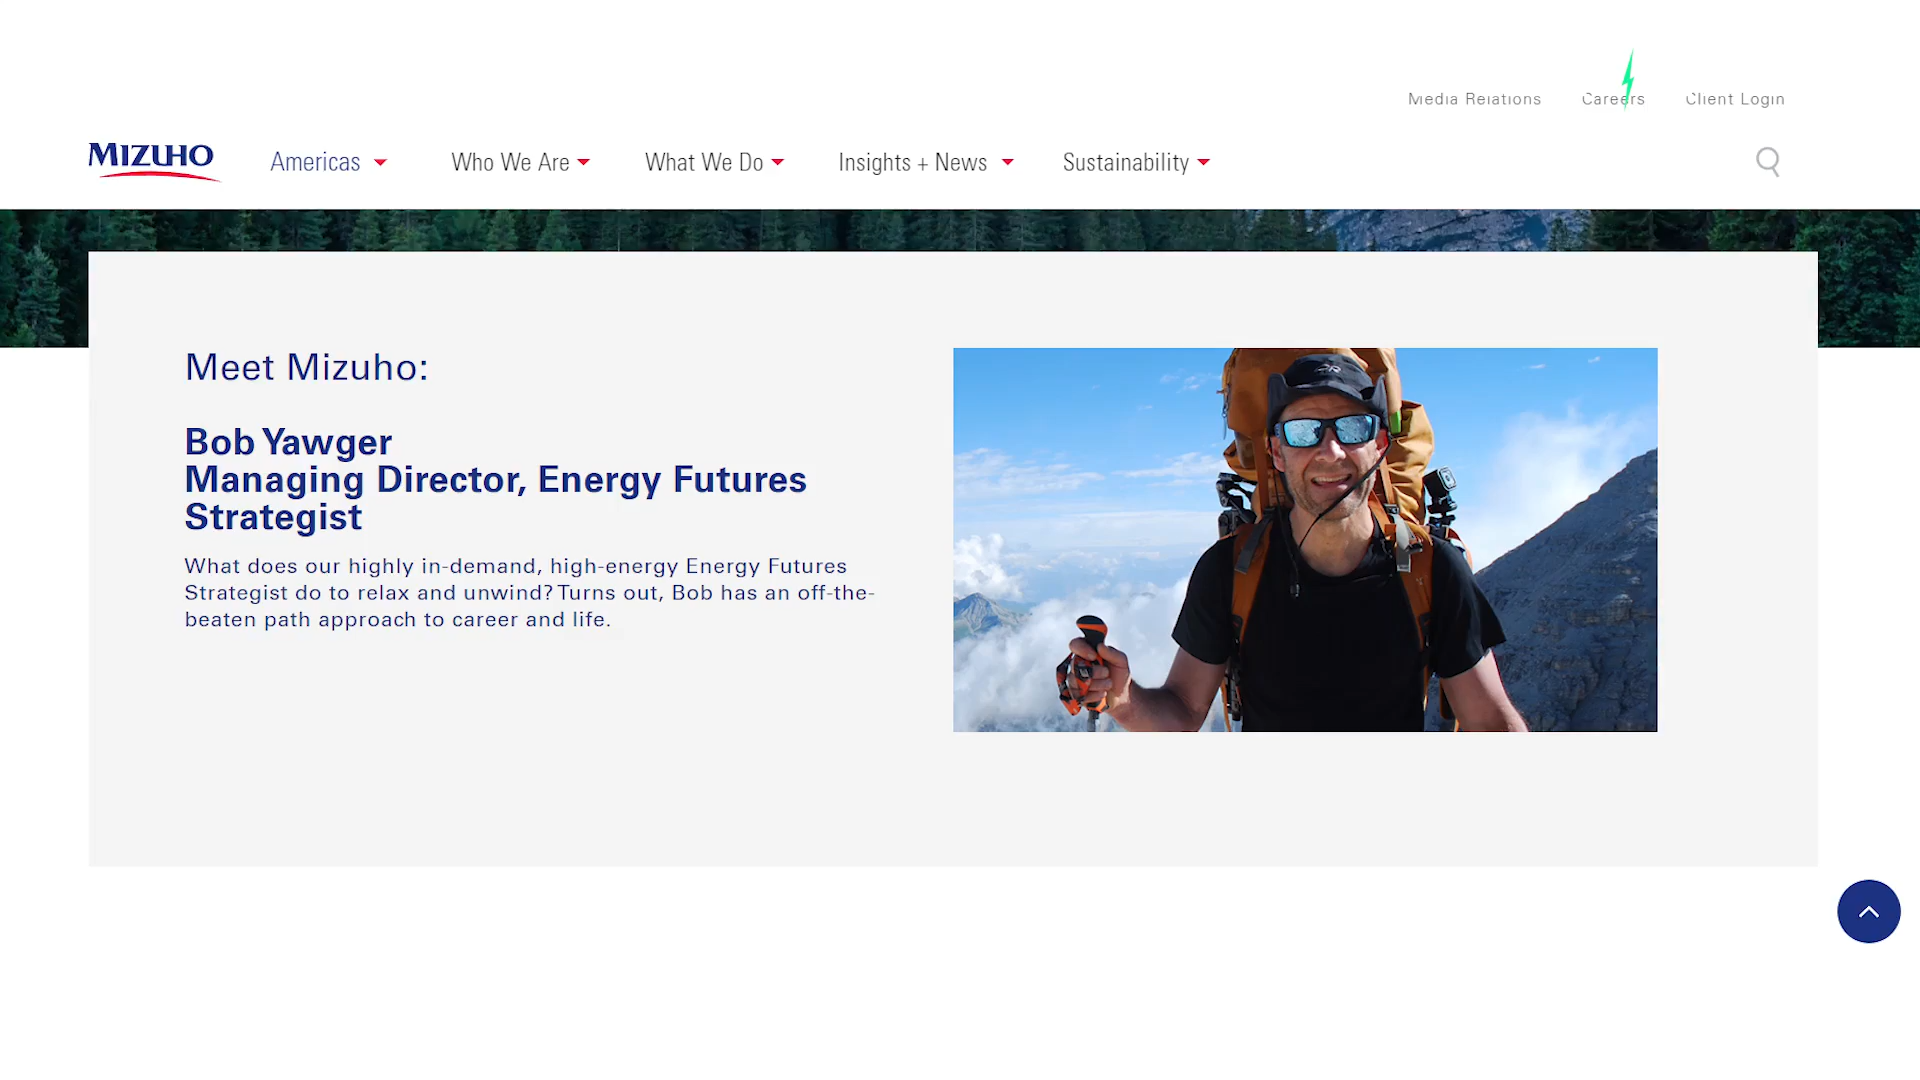 Media Relations
Careers
Client Login
MIZUHO
Americas
Who We Are
What We Do
Insights + News
Sustainability
Meet Mizuho:
Bob Yawger
Managing Director, Energy Futures
Strategist
What does our highly in-demand, high-energy Energy Futures
Strategist do to relax and unwind? Turns out, Bob has an off-the-
beaten path approach to career and life.